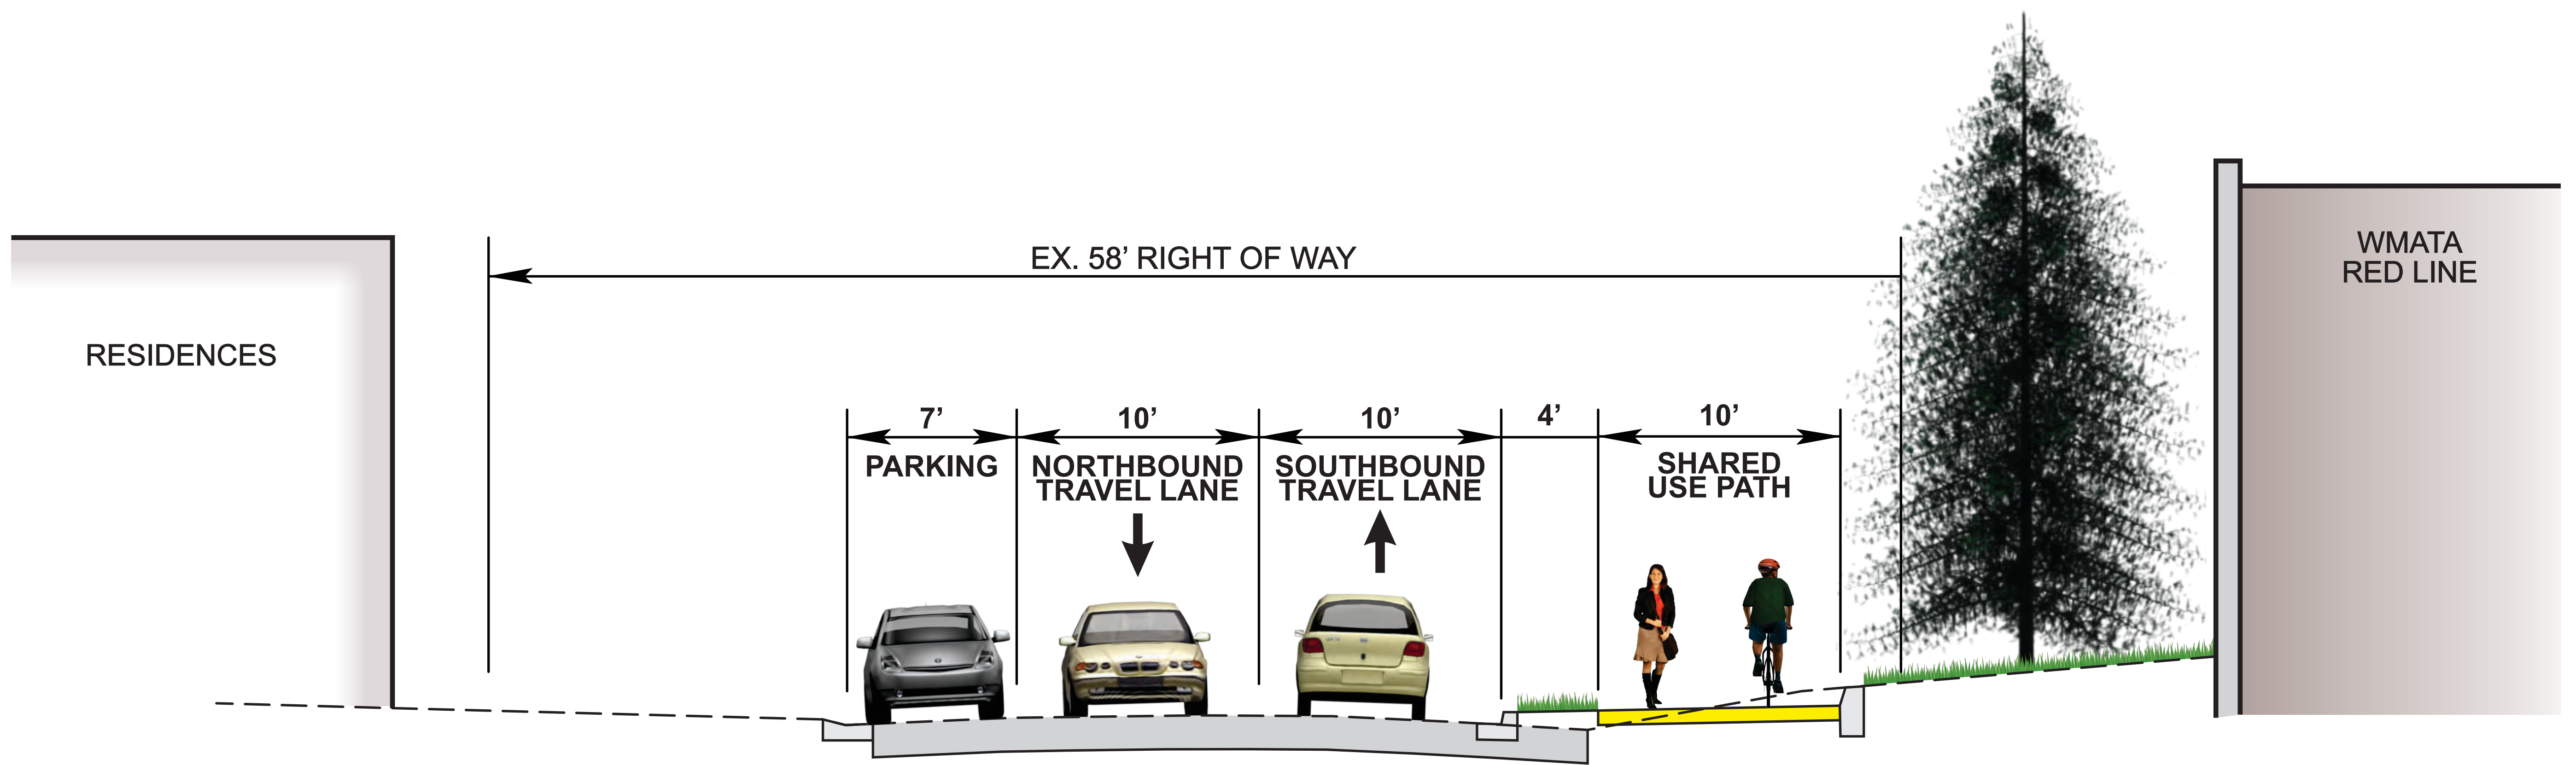 EX. 58’ RIGHT OF WAY
WMATA
RED LINE
RESIDENCES
7’
10’
10’
4’
10’
PARKING
NORTHBOUND
TRAVEL LANE
SOUTHBOUND
TRAVEL LANE
SHARED
USE PATH